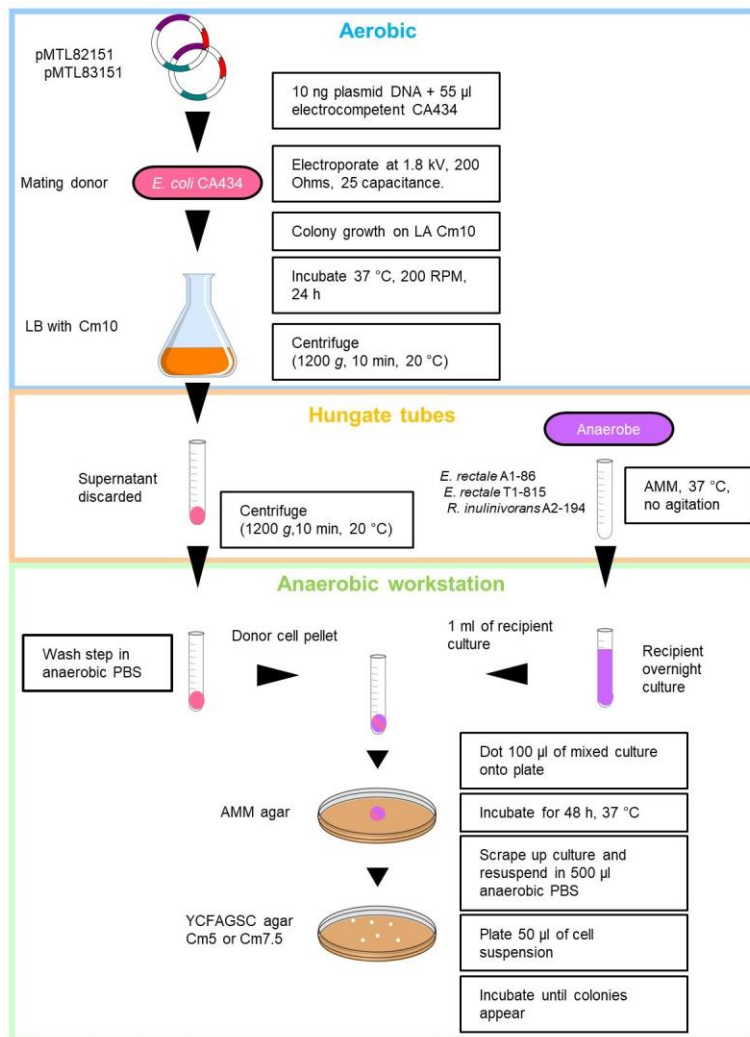 Aerobic
pMTL82151
pMTL83151
10 ng plasmid DNA + 55 µl
electrocompetent CA434
Mating donor
E. coli CA434
Electroporate at 1.8 kV, 200
Ohms, 25 capacitance.
Colony growth on LA Cm10
Incubate 37 °C, 200 RPM,
24 h
LB with Cm10
Centrifuge
(1200 g, 10 min, 20 °C)
Hungate tubes
Anaerobe
Supernatant
discarded
Centrifuge
(1200 g,10 min, 20 °C)
E. rectale A1-86
E. rectale T1-815
R. inulinivorans A2-194
AMM, 37 °C,
no agitation
Anaerobic workstation
Wash step in
anaerobic PBS
Donor cell pellet
1 ml of recipient
culture
Recipient
overnight
culture
Dot 100 µl of mixed culture
onto plate
AMM agar
Incubate for 48 h, 37 °C
Scrape up culture and
resuspend in 500 µl
anaerobic PBS
YCFAGSC agar
Cm5 or Cm7.5
Plate 50 µl of cell
suspension
Incubate until colonies
appear